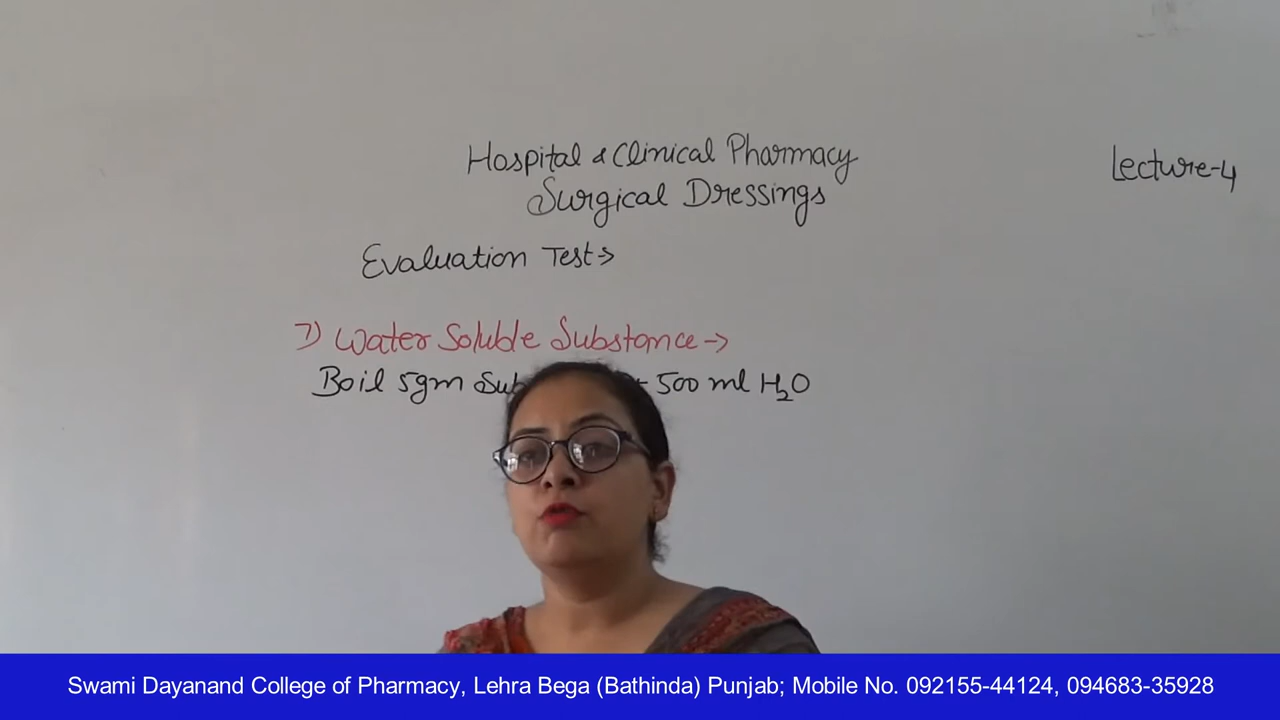 Hospital & Clinical Pharmacy
Lecture-4
Surgical Dressings
Evaluation Test→
7) Water Soluble Substance →
Boil 5gm 500 ml H₂O
Swami Dayanand College of Pharmacy, Lehra Bega (Bathinda) Punjab; Mobile No. 092155-44124, 094683-35928